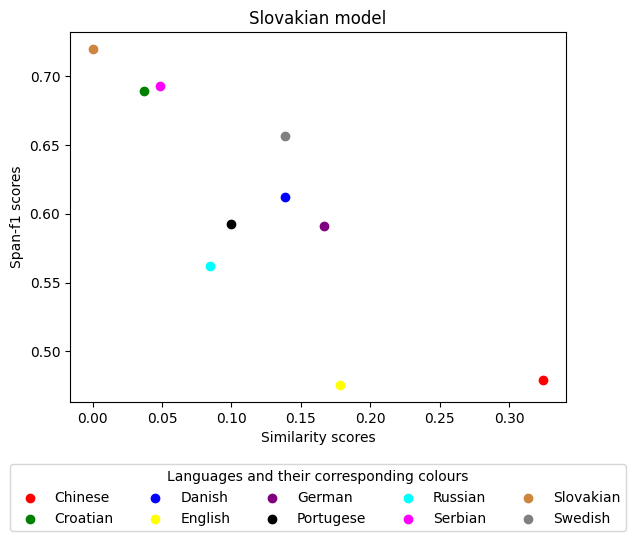 Slovakian model
Span-f1 scores
0.70
0.65
0.60
0.55
0.50
0.00 0.05 0.10 0.15 0.20 0.25 0.30
Similarity scores
Languages and their corresponding colours
Chinese Danish German Russian Slovakian
Croatian English Portugese Serbian Swedish